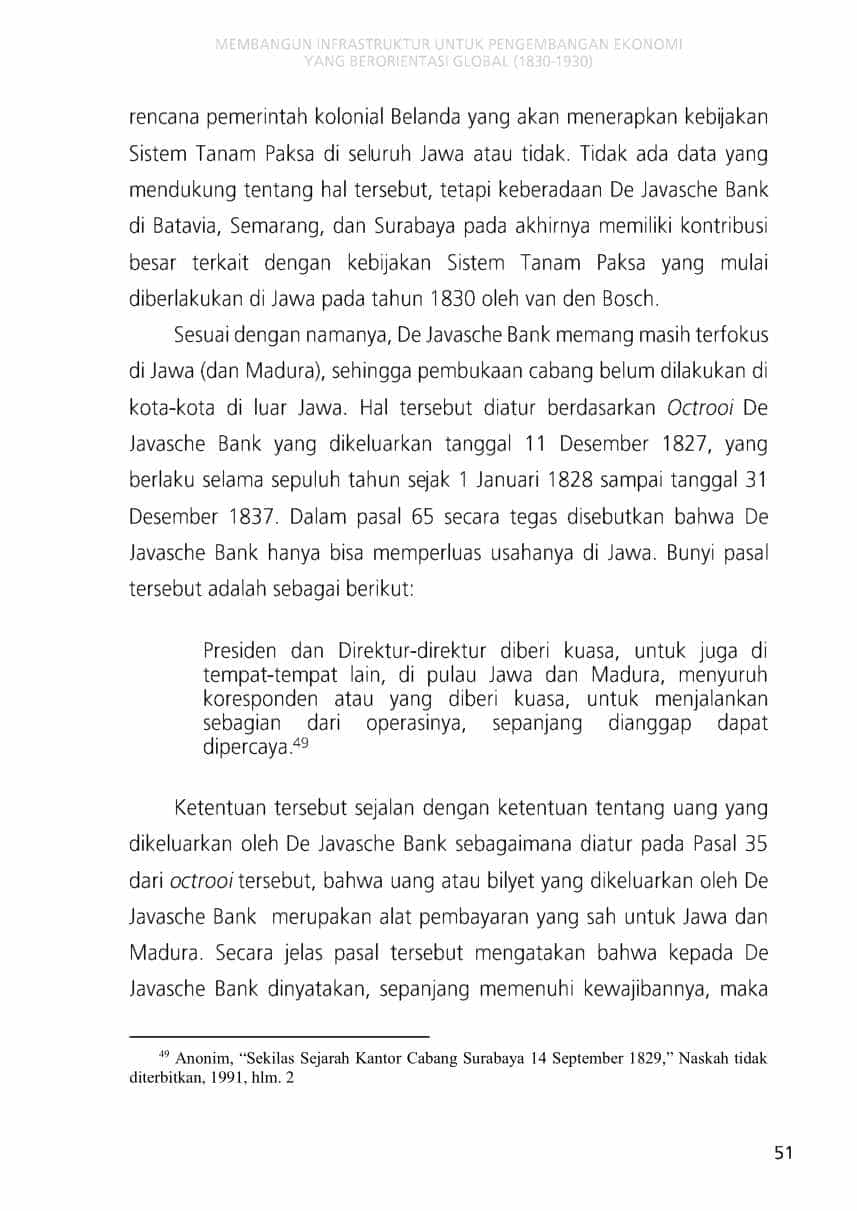 MEMBANGUN INFRASTRUKTUR UNTUK PENGEMBANGAN EKONOMI
YANG BERORIENTASI GLOBAL (1830-1930)
rencana pemerintah kolonial Belanda yang akan menerapkan kebijakan
Sistem Tanam Paksa di seluruh Jawa atau tidak. Tidak ada data yang
mendukung tentang hal tersebut, tetapi keberadaan De Javasche Bank
di Batavia, Semarang, dan Surabaya pada akhirnya memiliki kontribusi
besar terkait dengan kebijakan Sistem Tanam Paksa yang mulai
diberlakukan di Jawa pada tahun 1830 oleh van den Bosch.
Sesuai dengan namanya, De Javasche Bank memang masih terfokus
di Jawa (dan Madura), sehingga pembukaan cabang belum dilakukan di
kota-kota di luar Jawa. Hal tersebut diatur berdasarkan Octrooi De
Javasche Bank yang dikeluarkan tanggal 11 Desember 1827, yang
berlaku selama sepuluh tahun sejak 1 Januari 1828 sampai tanggal 31
Desember 1837. Dalam pasal 65 secara tegas disebutkan bahwa De
Javasche Bank hanya bisa memperluas usahanya di Jawa. Bunyi pasal
tersebut adalah sebagai berikut:
Presiden dan Direktur-direktur diberi kuasa, untuk juga di
tempat-tempat lain, di pulau Jawa dan Madura, menyuruh
koresponden atau yang diberi kuasa, untuk menjalankan
sebagian dari operasinya, sepanjang dianggap dapat
dipercaya.49
Ketentuan tersebut sejalan dengan ketentuan tentang uang yang
dikeluarkan oleh De Javasche Bank sebagaimana diatur pada Pasal 35
dari octrooi tersebut, bahwa uang atau bilyet yang dikeluarkan oleh De
Javasche Bank merupakan alat pembayaran yang sah untuk Jawa dan
Madura. Secara jelas pasal tersebut mengatakan bahwa kepada De
Javasche Bank dinyatakan, sepanjang memenuhi kewajibannya, maka
49 Anonim, “Sekilas Sejarah Kantor Cabang Surabaya 14 September 1829,” Naskah tidak
diterbitkan, 1991, hlm. 2
51